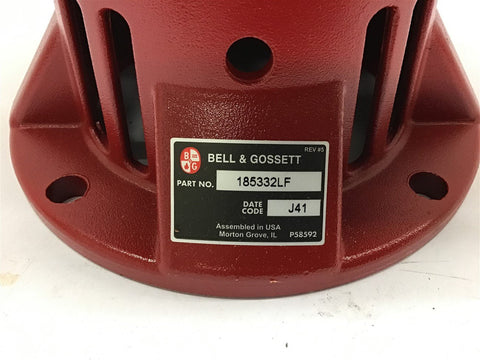 REV #5
B & G
BELL & GOSSETT
PART NO. 185332LF
DATE CODE J41
Assembled in USA
Morton Grove, IL P58592